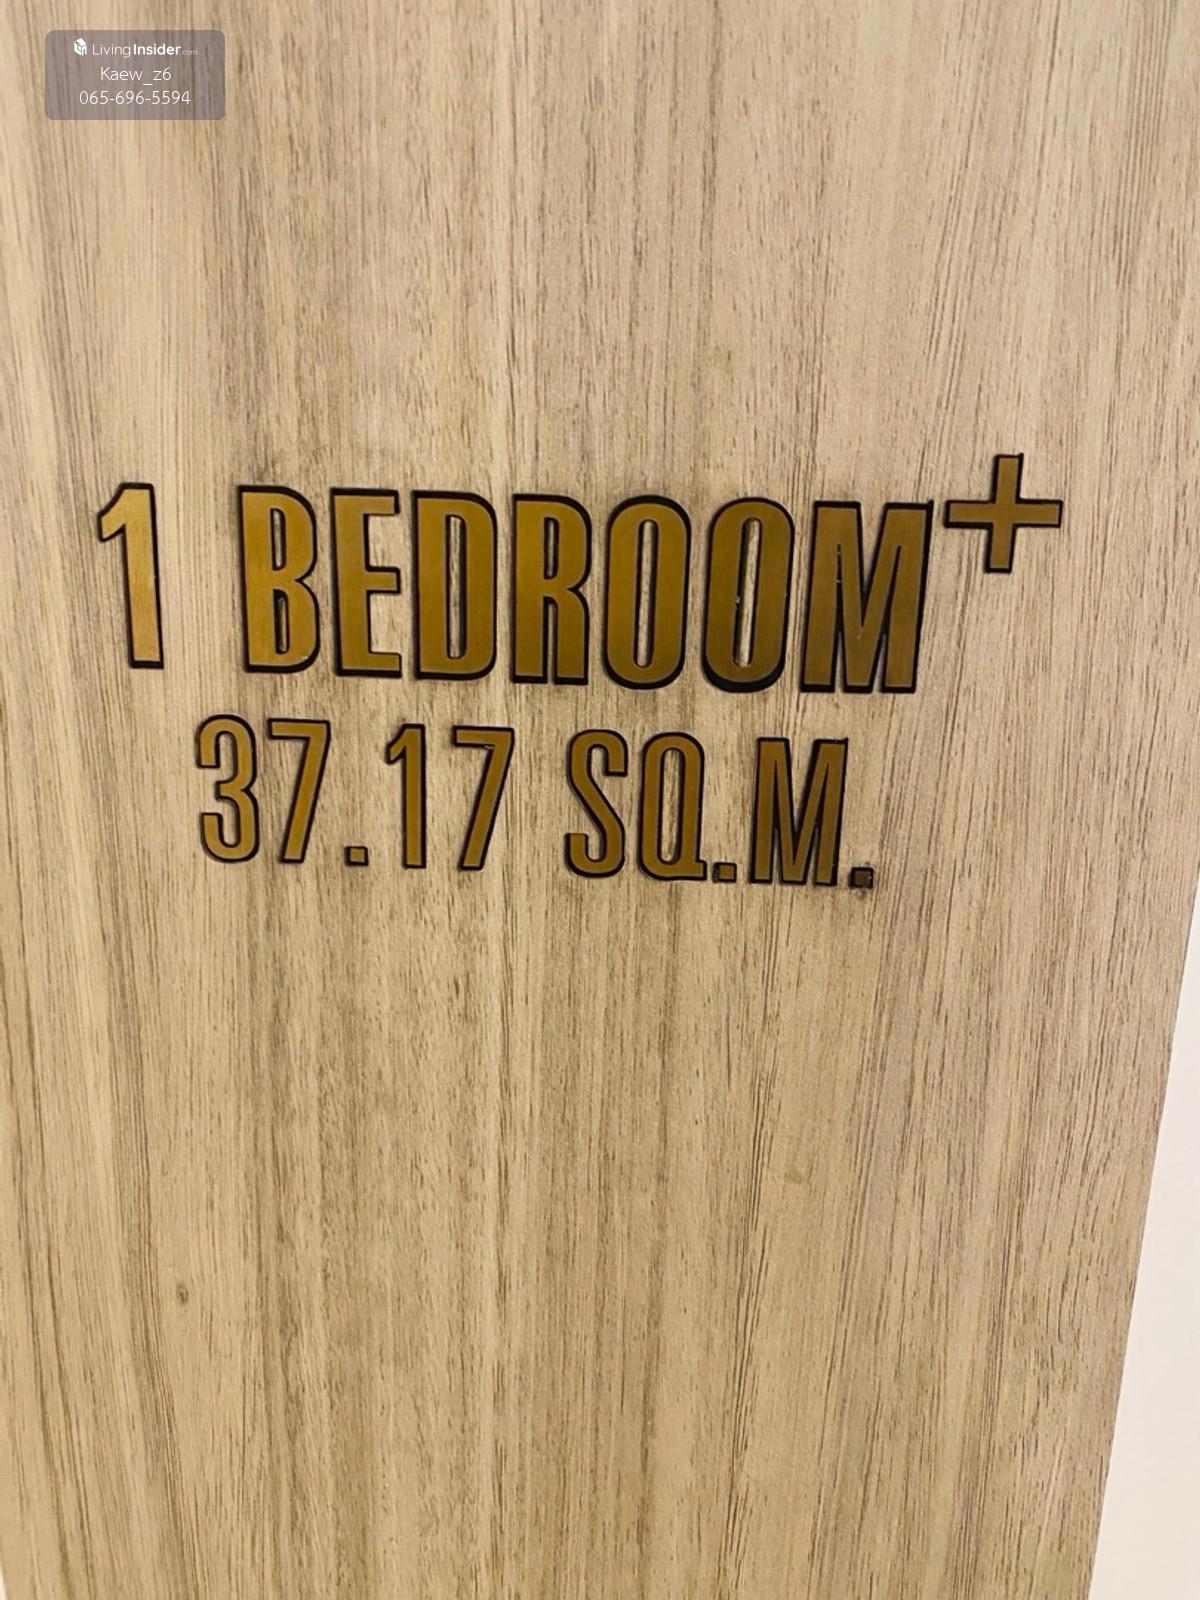 LivingInsider.com
Kaew_z6
065-696-5594
1 BEDROOM+
37.17 SQ.M.